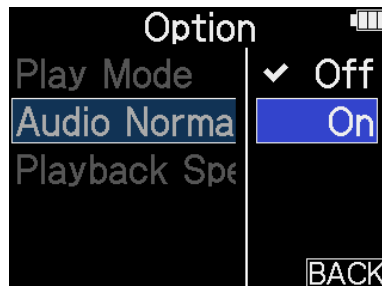 Option
Play Mode
✔ Off
Audio Norma
On
Playback Spe
BACK